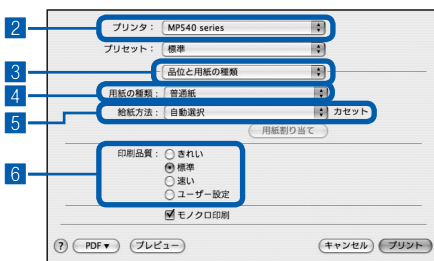 2 プリンタ： MP540 series
プリセット： 標準
3 品位と用紙の種類
4 用紙の種類： 普通紙
5 給紙方法： 自動選択 カセット
用紙割り当て
6 印刷品質： きれい
標準
速い
ユーザー設定
モノクロ印刷
? PDF▼ プレビュー キャンセル プリント